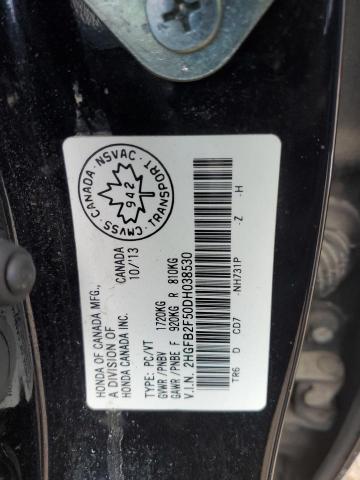 HONDA OF CANADA MFG., CANADA
A DIVISION OF 10/'13
HONDA CANADA INC.
TYPE: PC/VT
GVWR / PNBV 1720KG
GAWR / PNBE F 920KG R 810KG
V.I.N. 2HGFB2F50DH038530
TR6 D CD7 -NH731P -Z -H
CANADA · NSVAC · TRANSPORT · CMVSS
942